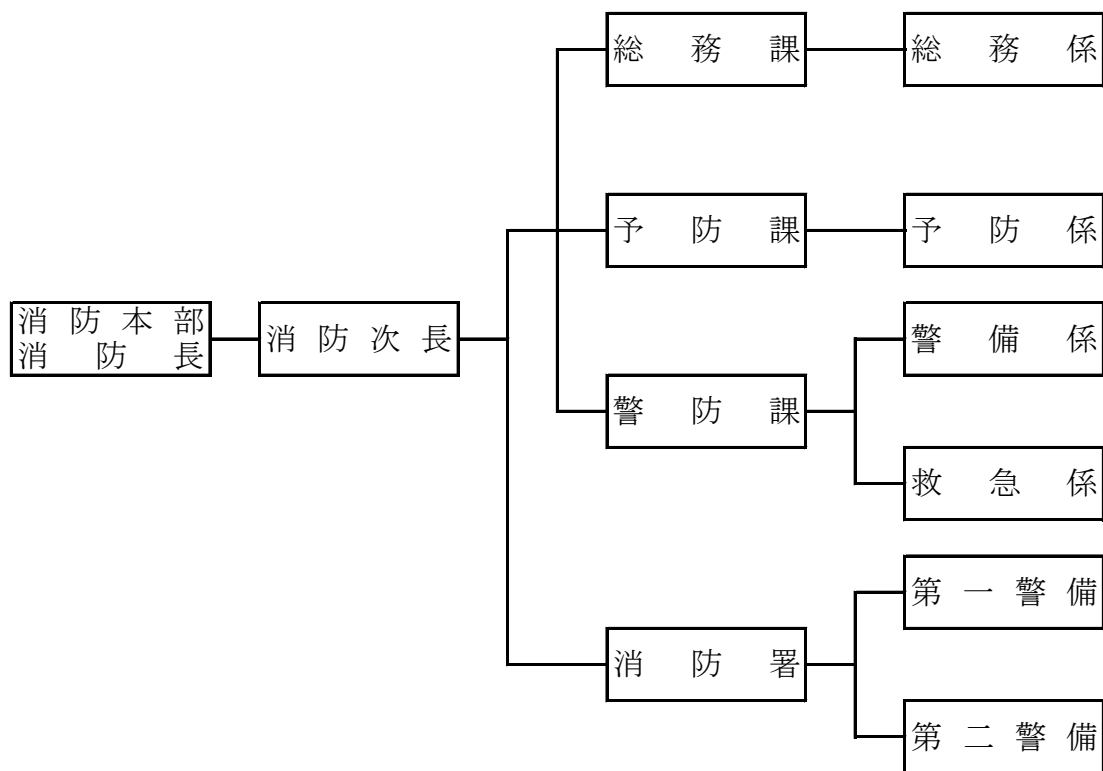 消防本部
消防長
消防次長
総務課
総務係
予防課
予防係
警防課
警備係
救急係
消防署
第一警備
第二警備